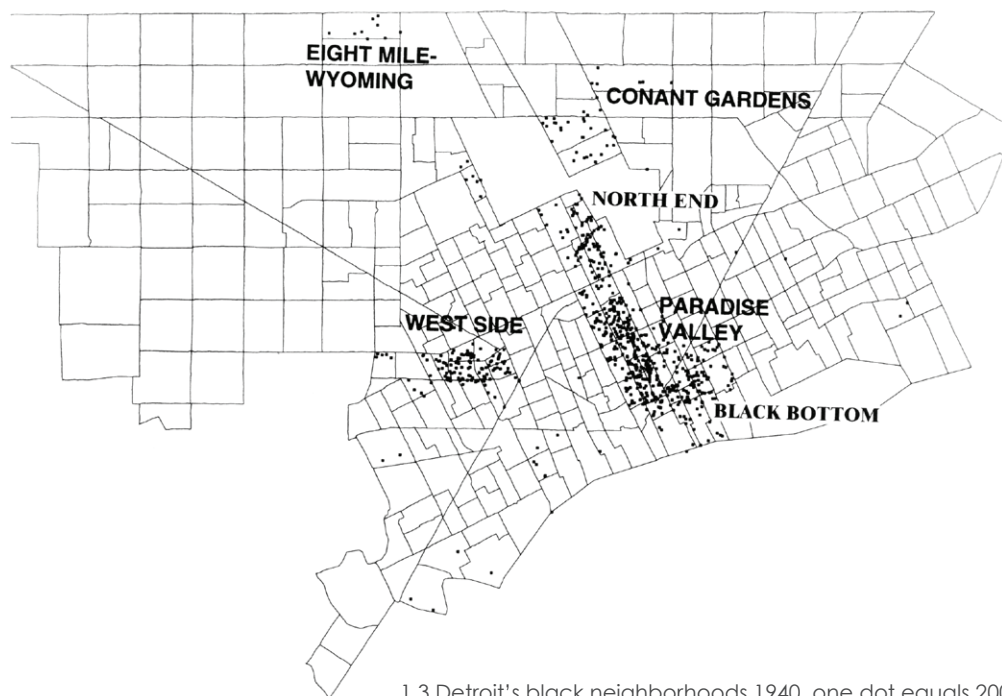 EIGHT MILE-
WYOMING
CONANT GARDENS
NORTH END
PARADISE
VALLEY
WEST SIDE
BLACK BOTTOM
1.3 Detroit's black neighborhoods 1940, one dot equals